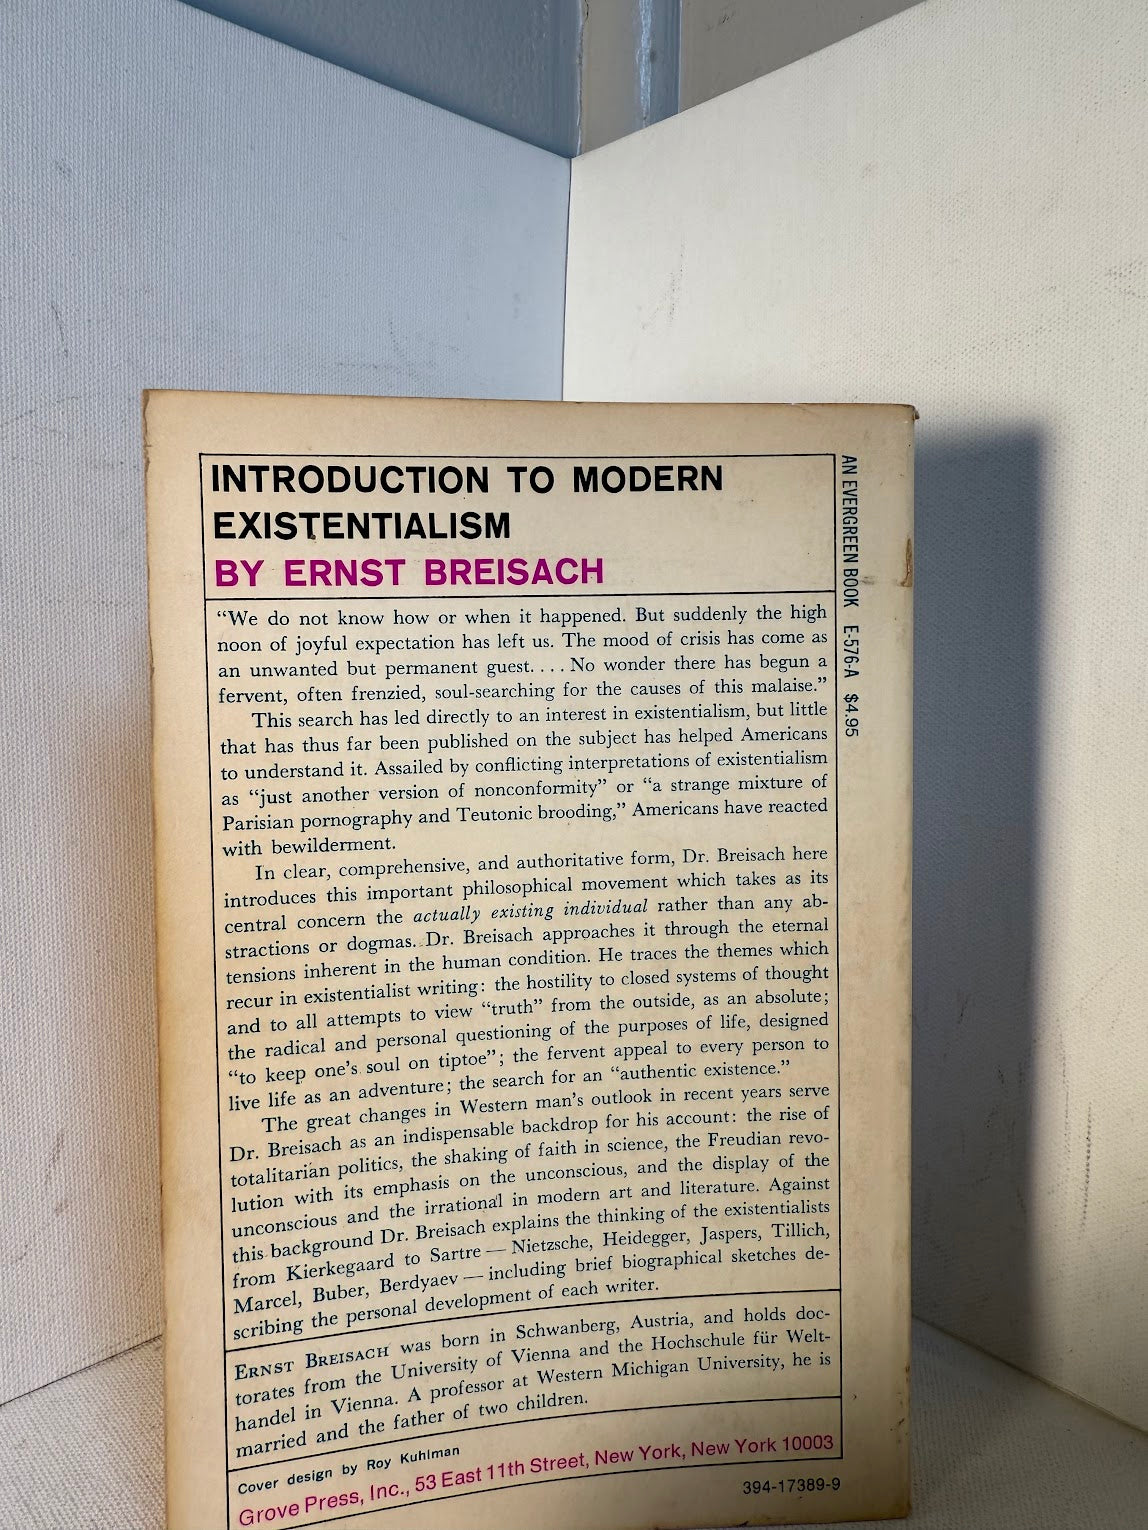 INTRODUCTION TO MODERN
EXISTENTIALISM
BY ERNST BREISACH
“We do not know how or when it happened. But suddenly the high
noon of joyful expectation has left us. The mood of crisis has come as
an unwanted but permanent guest. . . . No wonder there has begun a
fervent, often frenzied, soul-searching for the causes of this malaise.”
This search has led directly to an interest in existentialism, but little
that has thus far been published on the subject has helped Americans
to understand it. Assailed by conflicting interpretations of existentialism
as “just another version of nonconformity” or “a strange mixture of
Parisian pornography and Teutonic brooding,” Americans have reacted
with bewilderment.
In clear, comprehensive, and authoritative form, Dr. Breisach here
introduces this important philosophical movement which takes as its
central concern the actually existing individual rather than any ab-
stractions or dogmas. Dr. Breisach approaches it through the eternal
tensions inherent in the human condition. He traces the themes which
recur in existentialist writing: the hostility to closed systems of thought
and to all attempts to view “truth” from the outside, as an absolute;
the radical and personal questioning of the purposes of life, designed
“to keep one’s soul on tiptoe”; the fervent appeal to every person to
live life as an adventure; the search for an “authentic existence.”
The great changes in Western man’s outlook in recent years serve
Dr. Breisach as an indispensable backdrop for his account: the rise of
totalitarian politics, the shaking of faith in science, the Freudian revo-
lution with its emphasis on the unconscious, and the display of the
unconscious and the irrational in modern art and literature. Against
this background Dr. Breisach explains the thinking of the existentialists
from Kierkegaard to Sartre — Nietzsche, Heidegger, Jaspers, Tillich,
Marcel, Buber, Berdyaev — including brief biographical sketches de-
scribing the personal development of each writer.
ERNST BREISACH was born in Schwanberg, Austria, and holds doc-
torates from the University of Vienna and the Hochschule für Welt-
handel in Vienna. A professor at Western Michigan University, he is
married and the father of two children.
Cover design by Roy Kuhlman
Grove Press, Inc., 53 East 11th Street, New York, New York 10003
394-17389-9
AN EVERGREEN BOOK E-576-A $4.95